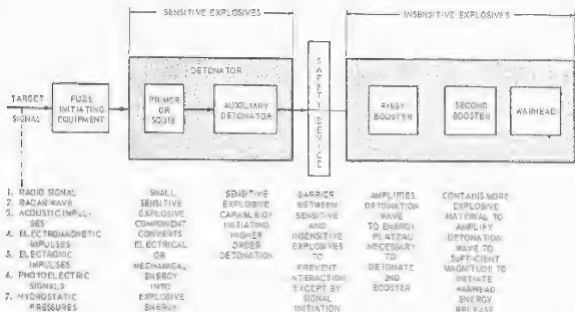 SENSITIVE EXPLOSIVES
INSENSITIVE EXPLOSIVES
DETONATOR
TARGET
SIGNAL
FUZE
INITIATING
EQUIPMENT
PRIMER
OR
SQUIB
AUXILIARY
DETONATOR
SAFETY DEVICE
FIRST
BOOSTER
SECOND
BOOSTER
WARHEAD
1. RADIO SIGNAL
2. RADAR WAVE
3. ACOUSTIC IMPUL-
SES
4. ELECTROMAGNETIC
IMPULSES
5. ELECTRONIC
IMPULSES
6. PHOTOELECTRIC
SIGNALS
7. HYDROSTATIC
PRESSURES
SMALL
SENSITIVE
EXPLOSIVE
COMPONENT
CONVERTS
ELECTRICAL
OR
MECHANICAL
ENERGY
INTO
EXPLOSIVE
ENERGY
SENSITIVE
EXPLOSIVE
CAPABLE OF
INITIATING
HIGHER
ORDER
DETONATION
BARRIER
BETWEEN
SENSITIVE
AND
INSENSITIVE
EXPLOSIVES
TO
PREVENT
INTERACTION
EXCEPT BY
SIGNAL
INITIATION
AMPLIFIES
DETONATION
WAVE
TO ENERGY
PLATEAU
NECESSARY
TO
DETONATE
2ND
BOOSTER
CONTAINS MORE
EXPLOSIVE
MATERIAL TO
AMPLIFY
DETONATION
WAVE TO
SUFFICIENT
MAGNITUDE TO
INITIATE
WARHEAD
ENERGY
RELEASE